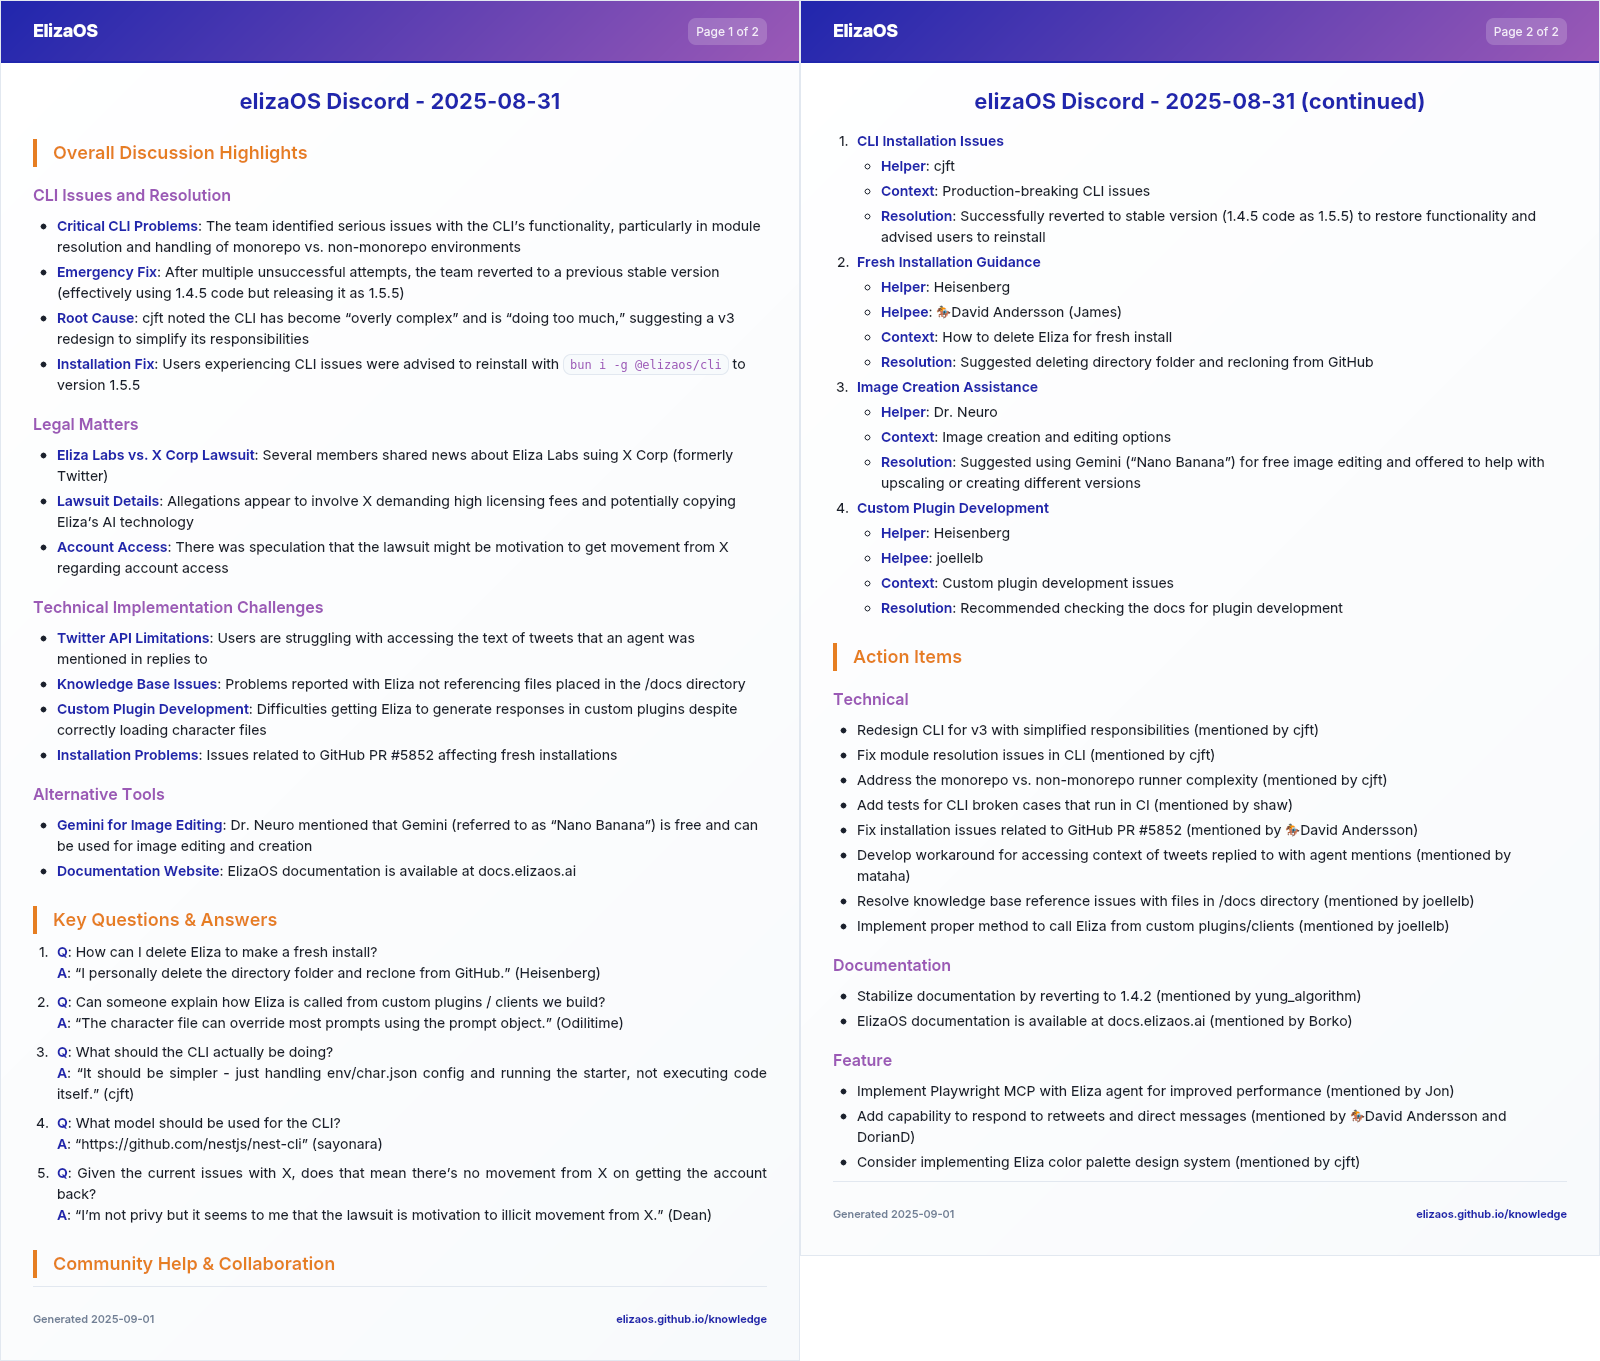 ElizaOS
Page 1 of 2
elizaOS Discord - 2025-08-31
Overall Discussion Highlights
CLI Issues and Resolution
• Critical CLI Problems: The team identified serious issues with the CLI’s functionality, particularly in module
resolution and handling of monorepo vs. non-monorepo environments
• Emergency Fix: After multiple unsuccessful attempts, the team reverted to a previous stable version
(effectively using 1.4.5 code but releasing it as 1.5.5)
• Root Cause: cjft noted the CLI has become “overly complex” and is “doing too much,” suggesting a v3
redesign to simplify its responsibilities
• Installation Fix: Users experiencing CLI issues were advised to reinstall with bun i -g @elizaos/cli to
version 1.5.5
Legal Matters
• Eliza Labs vs. X Corp Lawsuit: Several members shared news about Eliza Labs suing X Corp (formerly
Twitter)
• Lawsuit Details: Allegations appear to involve X demanding high licensing fees and potentially copying
Eliza’s AI technology
• Account Access: There was speculation that the lawsuit might be motivation to get movement from X
regarding account access
Technical Implementation Challenges
• Twitter API Limitations: Users are struggling with accessing the text of tweets that an agent was
mentioned in replies to
• Knowledge Base Issues: Problems reported with Eliza not referencing files placed in the /docs directory
• Custom Plugin Development: Difficulties getting Eliza to generate responses in custom plugins despite
correctly loading character files
• Installation Problems: Issues related to GitHub PR #5852 affecting fresh installations
Alternative Tools
• Gemini for Image Editing: Dr. Neuro mentioned that Gemini (referred to as “Nano Banana”) is free and can
be used for image editing and creation
• Documentation Website: ElizaOS documentation is available at docs.elizaos.ai
Key Questions & Answers
1. Q: How can I delete Eliza to make a fresh install?
A: “I personally delete the directory folder and reclone from GitHub.” (Heisenberg)
2. Q: Can someone explain how Eliza is called from custom plugins / clients we build?
A: “The character file can override most prompts using the prompt object.” (Odilitime)
3. Q: What should the CLI actually be doing?
A: “It should be simpler - just handling env/char.json config and running the starter, not executing code
itself.” (cjft)
4. Q: What model should be used for the CLI?
A: “https://github.com/nestjs/nest-cli” (sayonara)
5. Q: Given the current issues with X, does that mean there’s no movement from X on getting the account
back?
A: “I’m not privy but it seems to me that the lawsuit is motivation to illicit movement from X.” (Dean)
Community Help & Collaboration
Generated 2025-09-01
elizaos.github.io/knowledge
ElizaOS
Page 2 of 2
elizaOS Discord - 2025-08-31 (continued)
1. CLI Installation Issues
◦ Helper: cjft
◦ Context: Production-breaking CLI issues
◦ Resolution: Successfully reverted to stable version (1.4.5 code as 1.5.5) to restore functionality and
advised users to reinstall
2. Fresh Installation Guidance
◦ Helper: Heisenberg
◦ Helpee: 🏇David Andersson (James)
◦ Context: How to delete Eliza for fresh install
◦ Resolution: Suggested deleting directory folder and recloning from GitHub
3. Image Creation Assistance
◦ Helper: Dr. Neuro
◦ Context: Image creation and editing options
◦ Resolution: Suggested using Gemini (“Nano Banana”) for free image editing and offered to help with
upscaling or creating different versions
4. Custom Plugin Development
◦ Helper: Heisenberg
◦ Helpee: joellelb
◦ Context: Custom plugin development issues
◦ Resolution: Recommended checking the docs for plugin development
Action Items
Technical
• Redesign CLI for v3 with simplified responsibilities (mentioned by cjft)
• Fix module resolution issues in CLI (mentioned by cjft)
• Address the monorepo vs. non-monorepo runner complexity (mentioned by cjft)
• Add tests for CLI broken cases that run in CI (mentioned by shaw)
• Fix installation issues related to GitHub PR #5852 (mentioned by 🏇David Andersson)
• Develop workaround for accessing context of tweets replied to with agent mentions (mentioned by
mataha)
• Resolve knowledge base reference issues with files in /docs directory (mentioned by joellelb)
• Implement proper method to call Eliza from custom plugins/clients (mentioned by joellelb)
Documentation
• Stabilize documentation by reverting to 1.4.2 (mentioned by yung_algorithm)
• ElizaOS documentation is available at docs.elizaos.ai (mentioned by Borko)
Feature
• Implement Playwright MCP with Eliza agent for improved performance (mentioned by Jon)
• Add capability to respond to retweets and direct messages (mentioned by 🏇David Andersson and
DorianD)
• Consider implementing Eliza color palette design system (mentioned by cjft)
Generated 2025-09-01
elizaos.github.io/knowledge